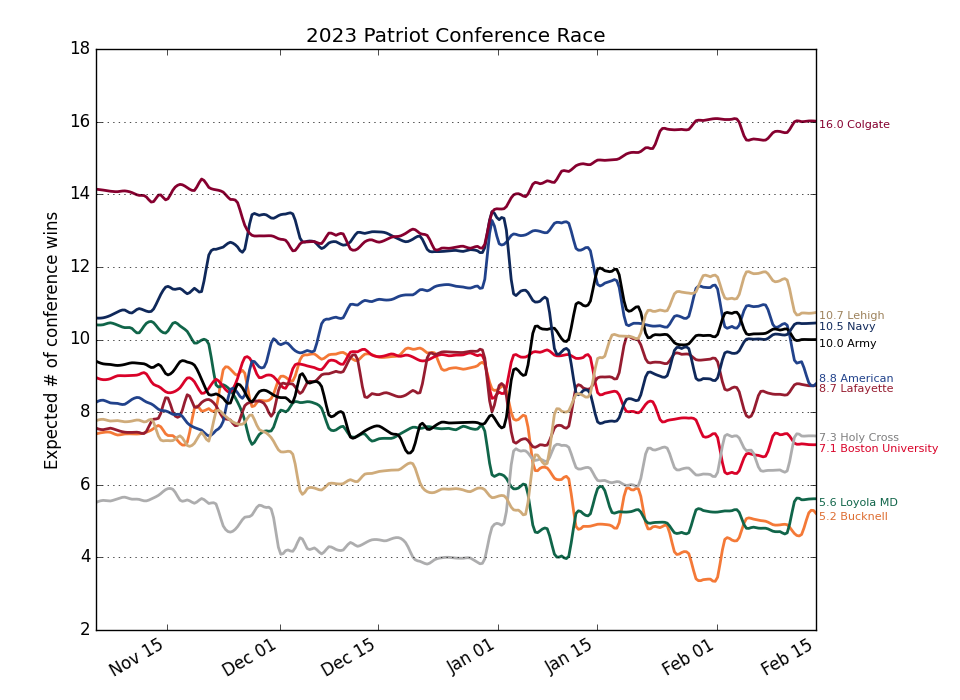 2023 Patriot Conference Race
Expected # of conference wins
18
16
14
12
10
8
6
4
2
16.0 Colgate
10.7 Lehigh
10.5 Navy
10.0 Army
8.8 American
8.7 Lafayette
7.3 Holy Cross
7.1 Boston University
5.6 Loyola MD
5.2 Bucknell
Nov 15
Dec 01
Dec 15
Jan 01
Jan 15
Feb 01
Feb 15